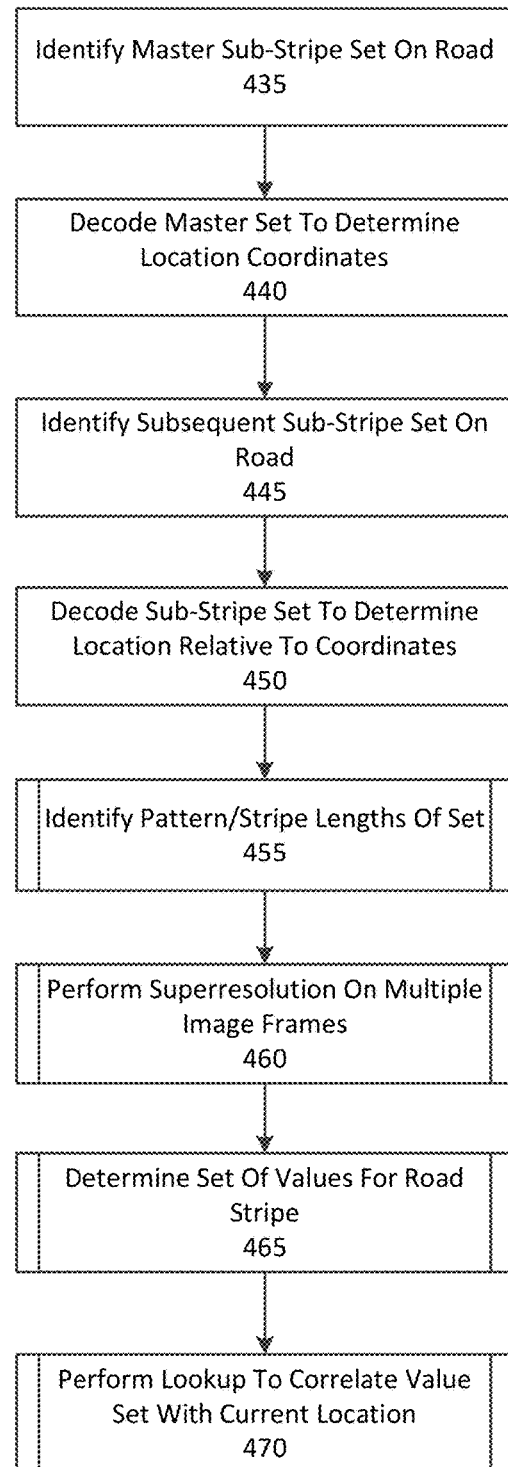 Identify Master Sub-Stripe Set On Road
435
Decode Master Set To Determine
Location Coordinates
440
Identify Subsequent Sub-Stripe Set On
Road
445
Decode Sub-Stripe Set To Determine
Location Relative To Coordinates
450
Identify Pattern/Stripe Lengths Of Set
455
Perform Superresolution On Multiple
Image Frames
460
Determine Set Of Values For Road
Stripe
465
Perform Lookup To Correlate Value
Set With Current Location
470